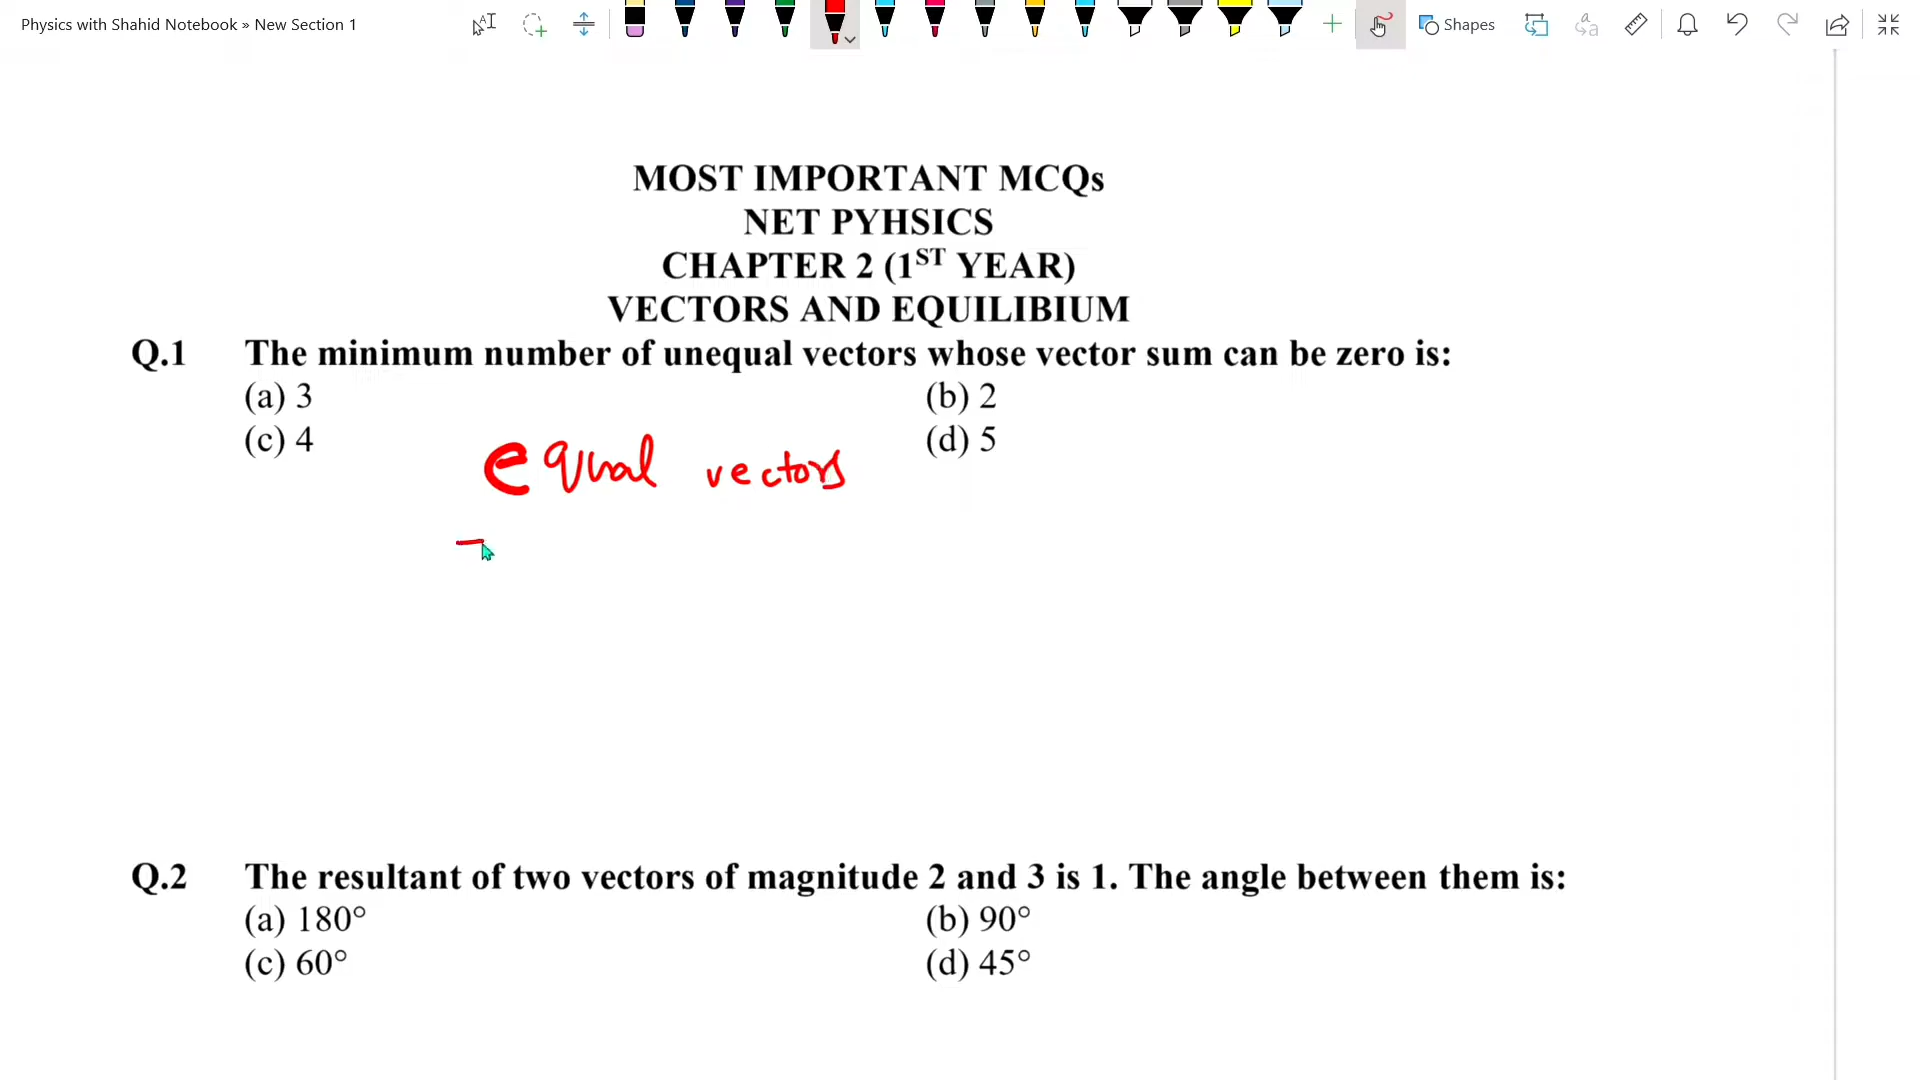 Physics with Shahid Notebook » New Section 1
Shapes
MOST IMPORTANT MCQs
NET PYHSICS
CHAPTER 2 (1ST YEAR)
VECTORS AND EQUILIBIUM
Q.1 The minimum number of unequal vectors whose vector sum can be zero is:
(a) 3 (b) 2
(c) 4 (d) 5
equal vectors
Q.2 The resultant of two vectors of magnitude 2 and 3 is 1. The angle between them is:
(a) 180° (b) 90°
(c) 60° (d) 45°